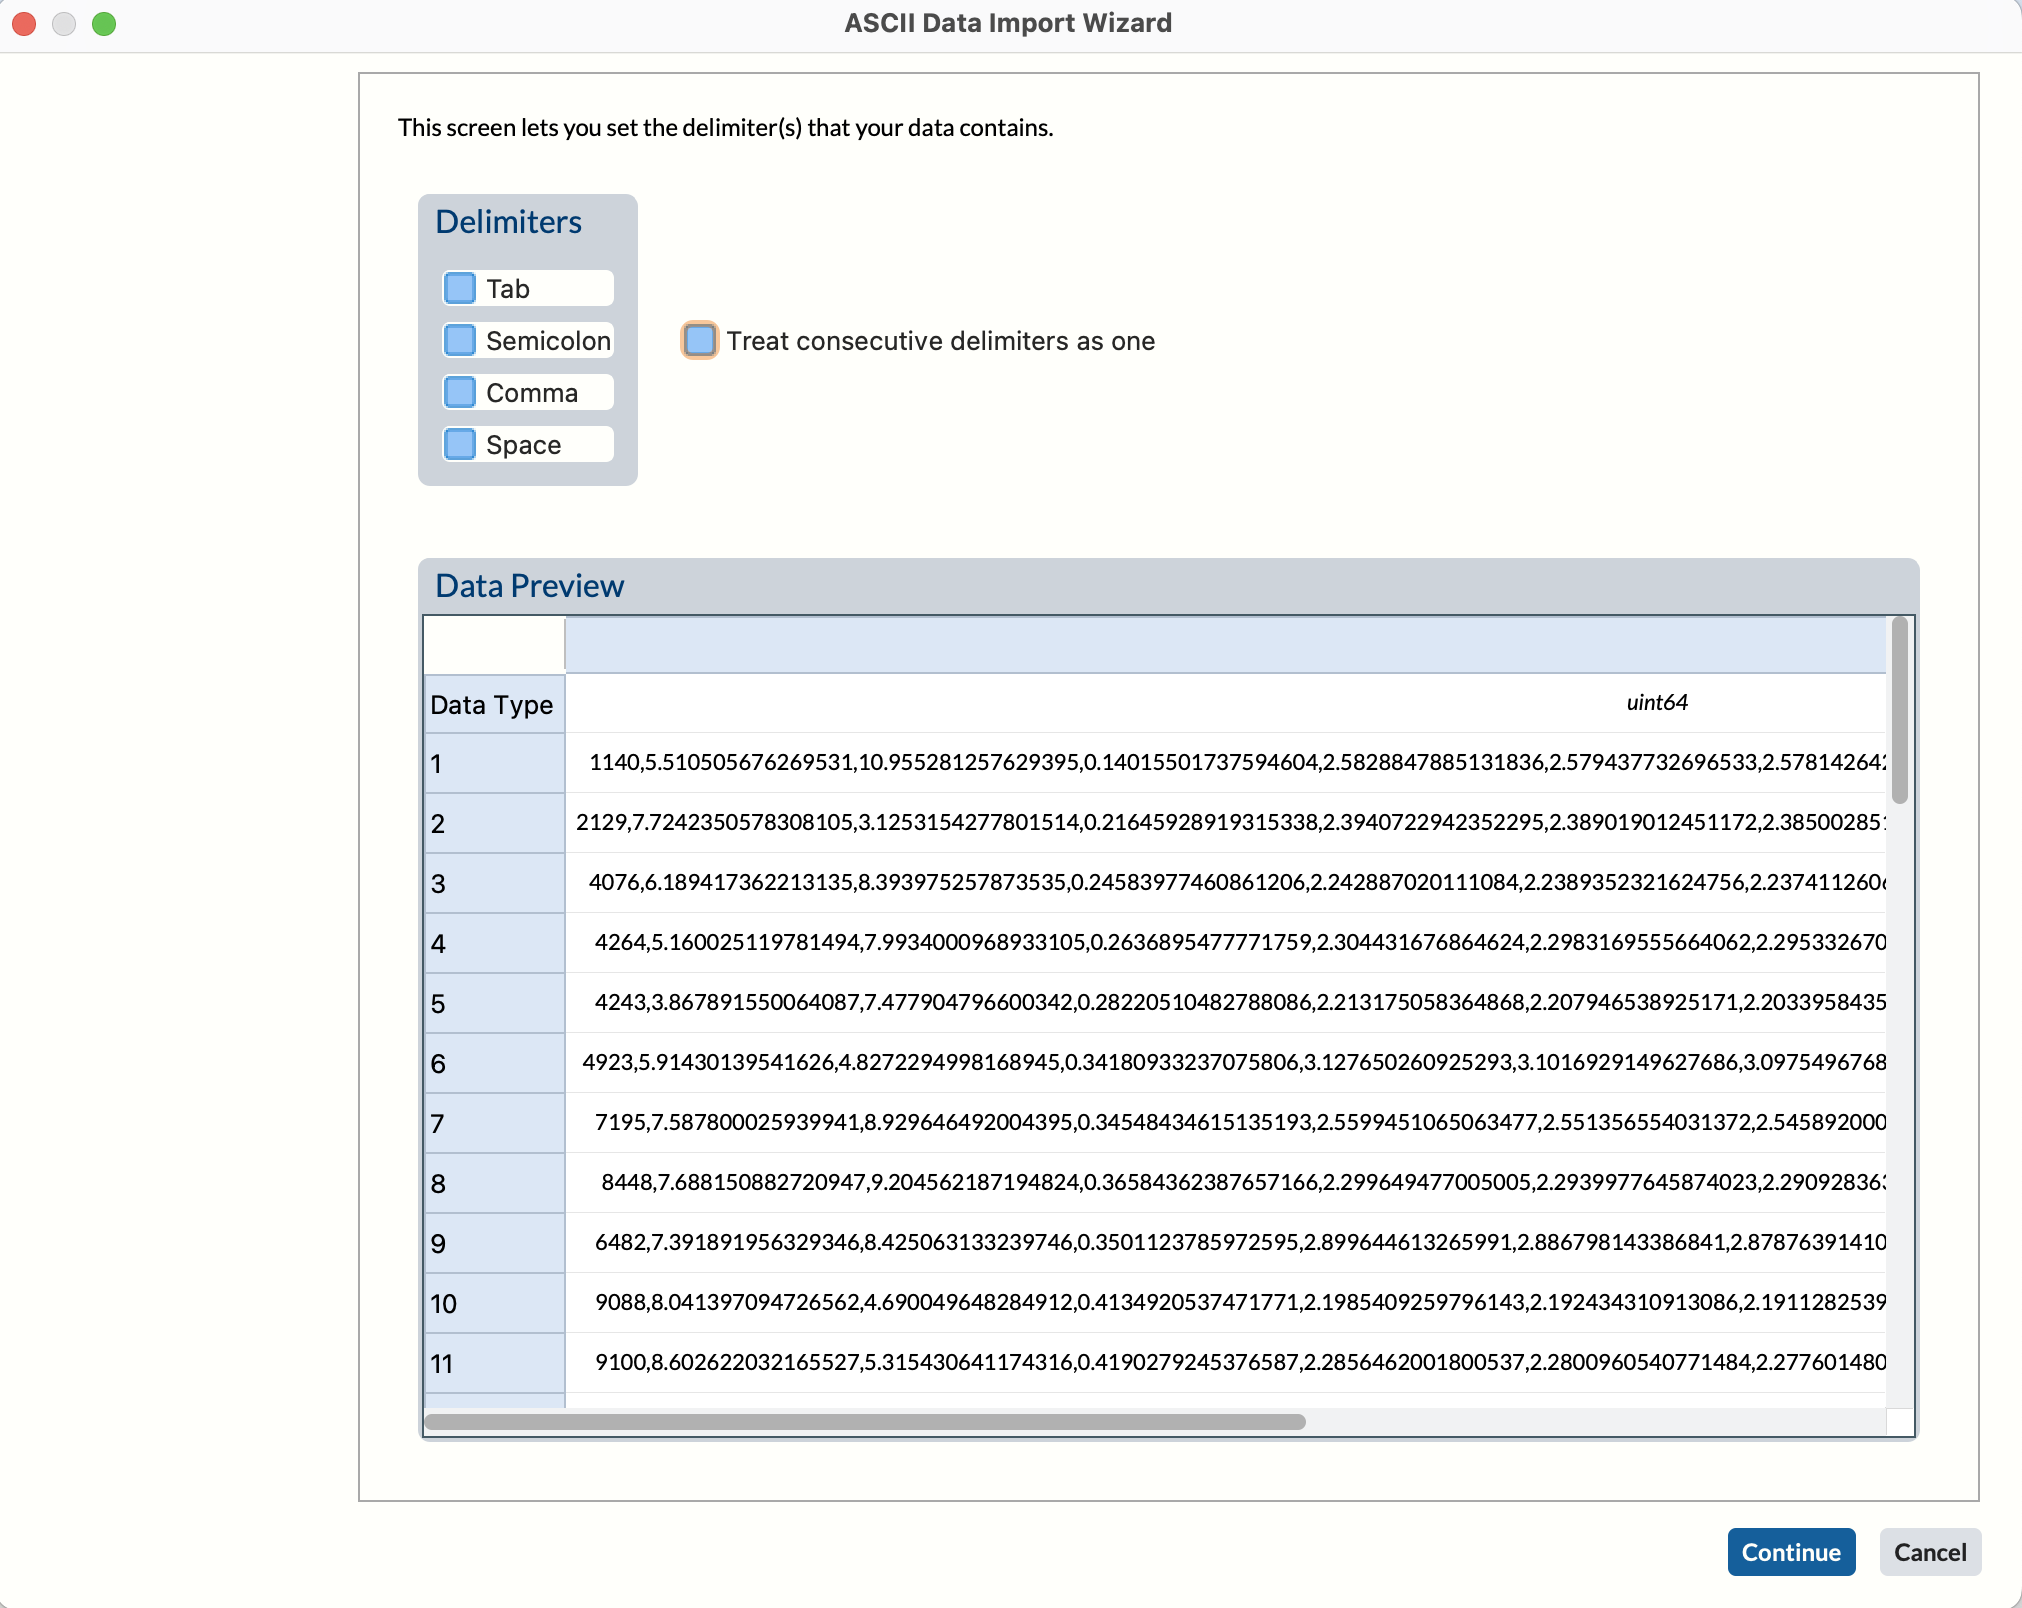 ASCII Data Import Wizard
This screen lets you set the delimiter(s) that your data contains.
Delimiters
Tab
Semicolon
Treat consecutive delimiters as one
Comma
Space
Data Preview
Data Type uint64
1 1140,5.510505676269531,10.955281257629395,0.14015501737594604,2.5828847885131836,2.579437732696533,2.578142642
2 2129,7.7242350578308105,3.1253154277801514,0.21645928919315338,2.3940722942352295,2.389019012451172,2.385002851
3 4076,6.189417362213135,8.393975257873535,0.24583977460861206,2.242887020111084,2.2389352321624756,2.237411260
4 4264,5.160025119781494,7.9934000968933105,0.2636895477771759,2.304431676864624,2.2983169555664062,2.295332670
5 4243,3.867891550064087,7.477904796600342,0.28220510482788086,2.213175058364868,2.207946538925171,2.2033958435
6 4923,5.91430139541626,4.8272294998168945,0.34180933237075806,3.127650260925293,3.1016929149627686,3.0975496768
7 7195,7.587800025939941,8.929646492004395,0.34548434615135193,2.5599451065063477,2.551356554031372,2.545892000
8 8448,7.688150882720947,9.204562187194824,0.36584362387657166,2.299649477005005,2.2939977645874023,2.29092836
9 6482,7.391891956329346,8.425063133239746,0.3501123785972595,2.899644613265991,2.886798143386841,2.87876391410
10 9088,8.041397094726562,4.690049648284912,0.4134920537471771,2.1985409259796143,2.192434310913086,2.1911282539
11 9100,8.602622032165527,5.315430641174316,0.4190279245376587,2.2856462001800537,2.2800960540771484,2.277601480
Continue Cancel